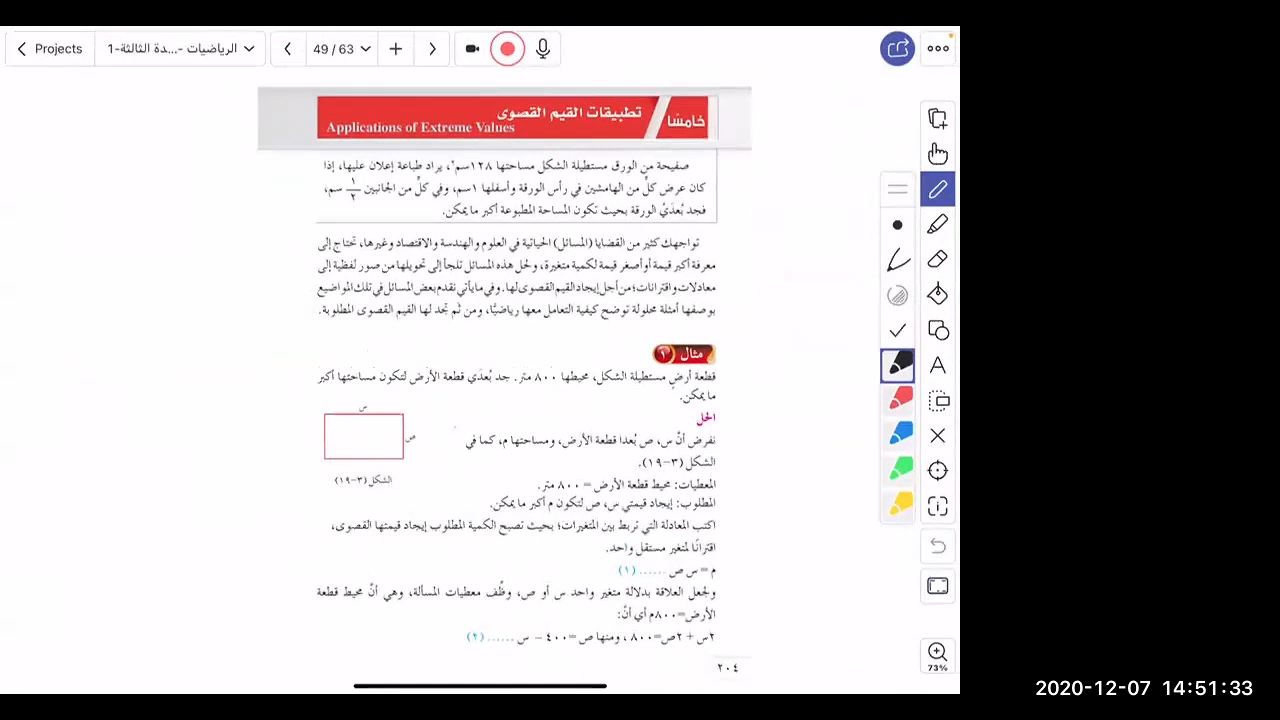 Projects
الرياضيات -...دة الثالثة-1
49 / 63
خامسًا
تطبيقات القيم القصوى
Applications of Extreme Values
صفيحة من الورق مستطيلة الشكل مساحتها ١٢٨سم٢، يراد طباعة إعلان عليها، إذا
كان عرض كلٍّ من الهامشين في رأس الورقة وأسفلها ١سم، وفي كلٍّ من الجانبين ١/٢ سم،
فجد بُعدَيْ الورقة بحيث تكون المساحة المطبوعة أكبر ما يمكن.
تواجهك كثير من القضايا (المسائل) الحياتية في العلوم والهندسة والاقتصاد وغيرها، تحتاج إلى
معرفة أكبر قيمة أو أصغر قيمة لكمية متغيرة، ولحل هذه المسائل تلجأ إلى تحويلها من صور لفظية إلى
معادلات واقترانات؛ من أجل إيجاد القيم القصوى لها. وفي ما يأتي نقدم بعض المسائل في تلك المواضيع
بوصفها أمثلة محلولة توضح كيفية التعامل معها رياضيًّا، ومن ثَم تجد لها القيم القصوى المطلوبة.
مثال ١
قطعة أرضٍ مستطيلة الشكل، محيطها ٨٠٠ متر. جد بُعدَي قطعة الأرض لتكون مساحتها أكبر
ما يمكن.
الحل
س
ص
نفرض أنَّ س، ص بُعدا قطعة الأرض، ومساحتها م، كما في
الشكل (٣-١٩).
الشكل (٣-١٩)
المعطيات: محيط قطعة الأرض= ٨٠٠ متر.
المطلوب: إيجاد قيمتي س، ص لتكون م أكبر ما يمكن.
اكتب المعادلة التي تربط بين المتغيرات؛ بحيث تصبح الكمية المطلوب إيجاد قيمتها القصوى،
اقترانًا لمتغير مستقل واحد.
م = س ص ...... (١)
ولجعل العلاقة بدلالة متغير واحد س أو ص، وظِّف معطيات المسألة، وهي أنَّ محيط قطعة
الأرض=٨٠٠م أي أنَّ:
٢س + ٢ص=٨٠٠ ، ومنها ص =٤٠٠ - س ...... (٢)
٢٠٤
A
73%
2020-12-07 14:51:33